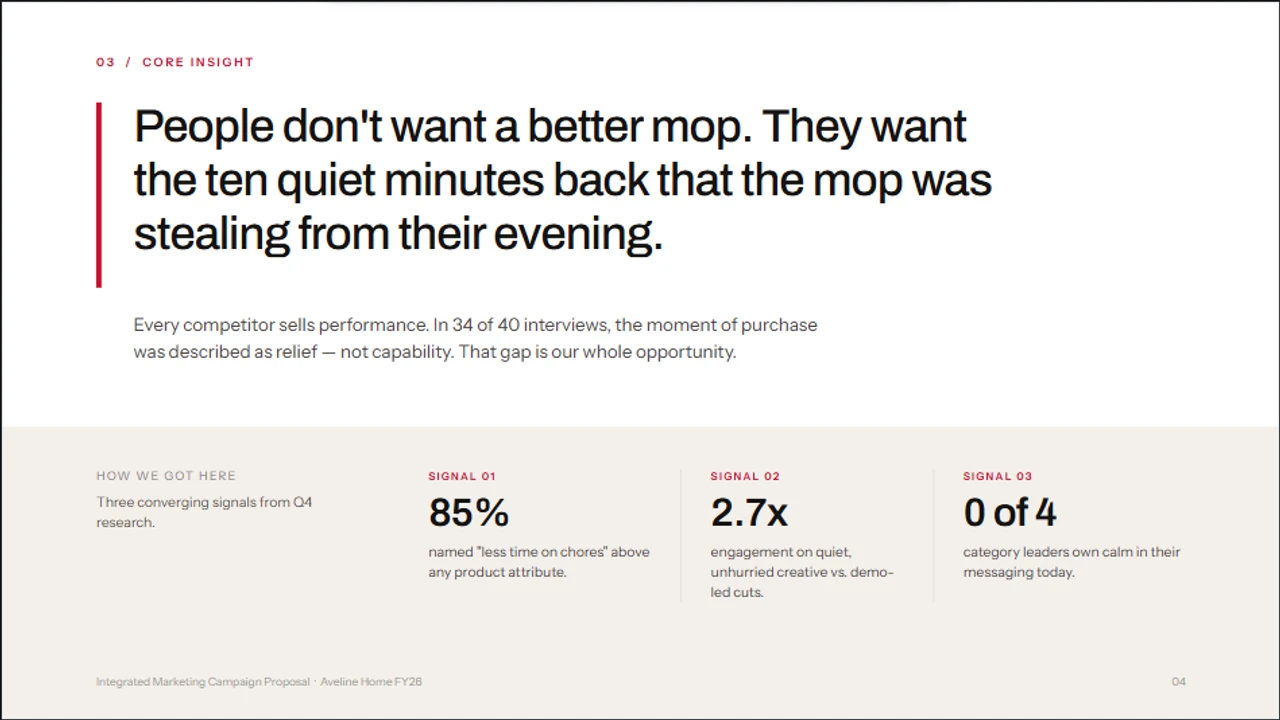 03 / CORE INSIGHT
People don't want a better mop. They want
the ten quiet minutes back that the mop was
stealing from their evening.
Every competitor sells performance. In 34 of 40 interviews, the moment of purchase
was described as relief — not capability. That gap is our whole opportunity.
HOW WE GOT HERE
Three converging signals from Q4
research.
SIGNAL 01
85%
named "less time on chores" above
any product attribute.
SIGNAL 02
2.7x
engagement on quiet,
unhurried creative vs. demo-
led cuts.
SIGNAL 03
0 of 4
category leaders own calm in their
messaging today.
Integrated Marketing Campaign Proposal · Aveline Home FY26
04